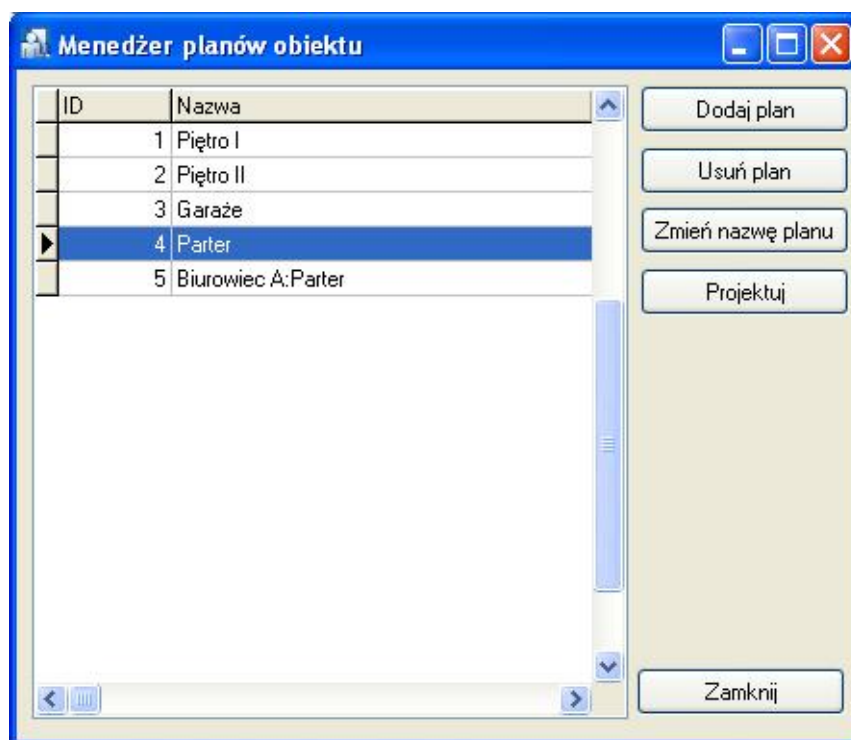 Menedżer planów obiektu
ID Nazwa
1 Piętro I
2 Piętro II
3 Garaże
4 Parter
5 Biurowiec A:Parter
Dodaj plan
Usuń plan
Zmień nazwę planu
Projektuj
Zamknij